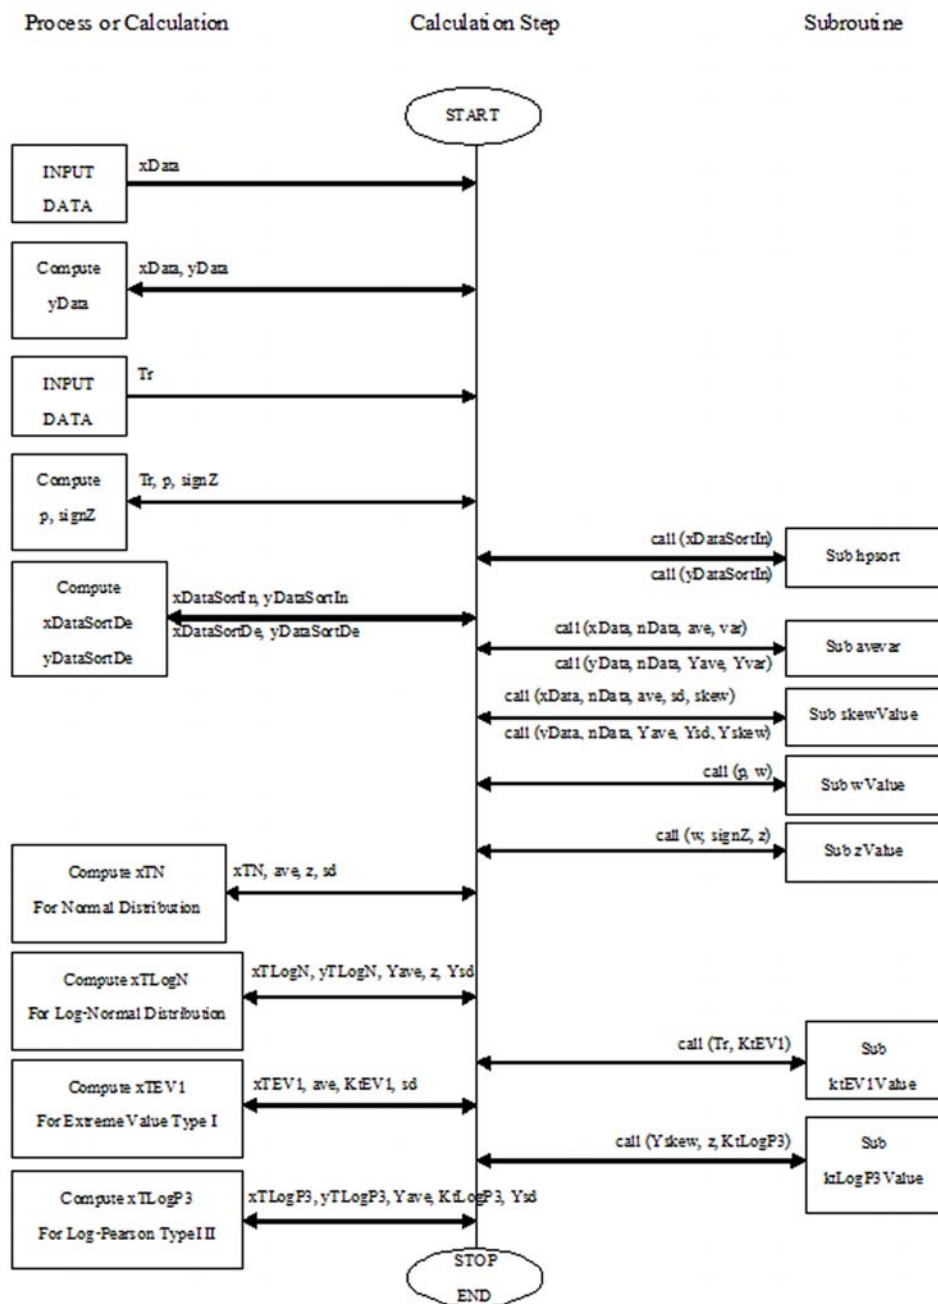 Process or Calculation
Calculation Step
Subroutine
START
INPUT
DATA
xData
Compute
yData
xData, yData
INPUT
DATA
Tr
Compute
p, signZ
Tr, p, signZ
call (xDataSortIn)
call (yDataSortIn)
Sub hpsort
Compute
xDataSortDe
yDataSortDe
xDataSortIn, yDataSortIn
xDataSortDe, yDataSortDe
call (xData, nData, ave, var)
call (yData, nData, Yave, Yvar)
Sub avevar
call (xData, nData, ave, sd, skew)
call (yData, nData, Yave, Ysd, Yskew)
Sub skewValue
call (p, w)
Sub wValue
call (w, signZ, z)
Sub zValue
Compute xTN
For Normal Distribution
xTN, ave, z, sd
Compute xTLogN
For Log-Normal Distribution
xTLogN, yTLogN, Yave, z, Ysd
call (Tr, KtEV1)
Sub
ktEV1Value
Compute xTEV1
For Extreme Value Type I
xTEV1, ave, KtEV1, sd
call (Yskew, z, KtLogP3)
Sub
ktLogP3Value
Compute xTLogP3
For Log-Pearson Type III
xTLogP3, yTLogP3, Yave, KtLogP3, Ysd
STOP
END